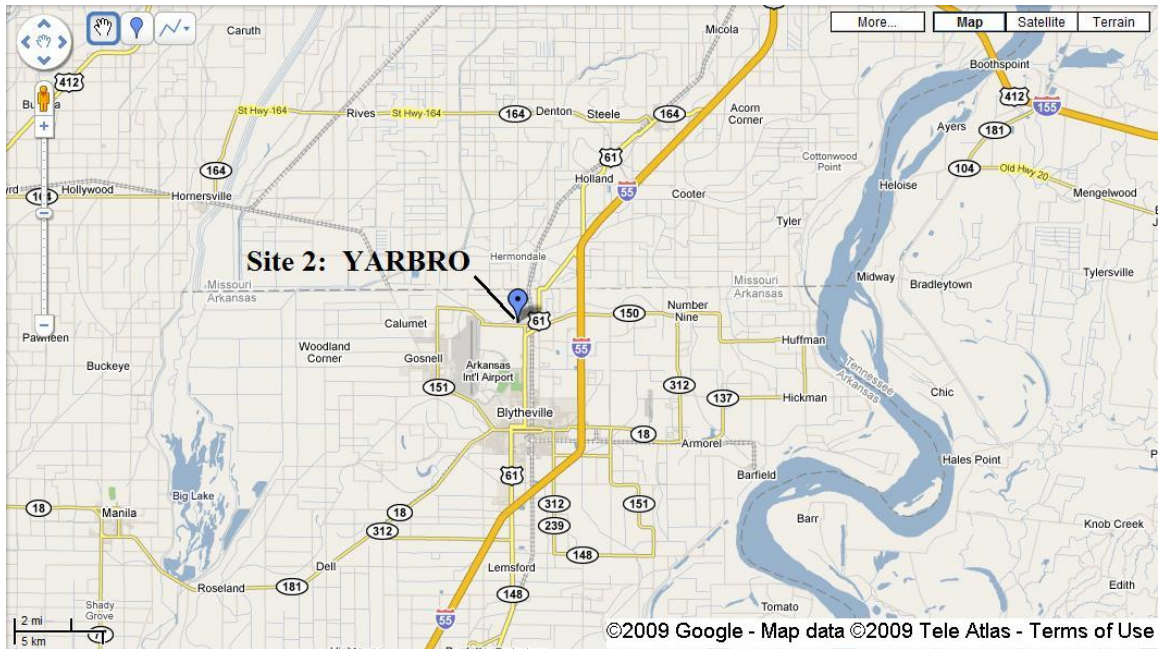 Caruth
Micola
More...
Map
Satellite
Terrain
412
Boothspoint
412
155
St Hwy 164
Rives
St Hwy 164
164
Denton
Steele
164
Acorn
Corner
Ayers
181
61
Cottonwood
Point
164
Holland
104
Old Hwy 20
Hollywood
Hornersville
55
Cooter
Heloise
Mengelwood
Tyler
Site 2: YARBRO
Hermondale
Midway
Tylersville
Missouri
Arkansas
Missouri
Arkansas
Bradleytown
Number
Nine
61
150
Calumet
Huffman
Woodland
Corner
Gosnell
Arkansas
Int'l Airport
55
Tennessee
Arkansas
Buckeye
151
312
137
Hickman
Chic
Blytheville
18
Armorel
Hales Point
61
Barfield
Big Lake
18
Manila
18
312
312
239
151
Barr
Knob Creek
148
Dell
Lemsford
Roseland
181
148
Edith
Shady
Grove
55
Tomato
2 mi
5 km
©2009 Google - Map data ©2009 Tele Atlas - Terms of Use